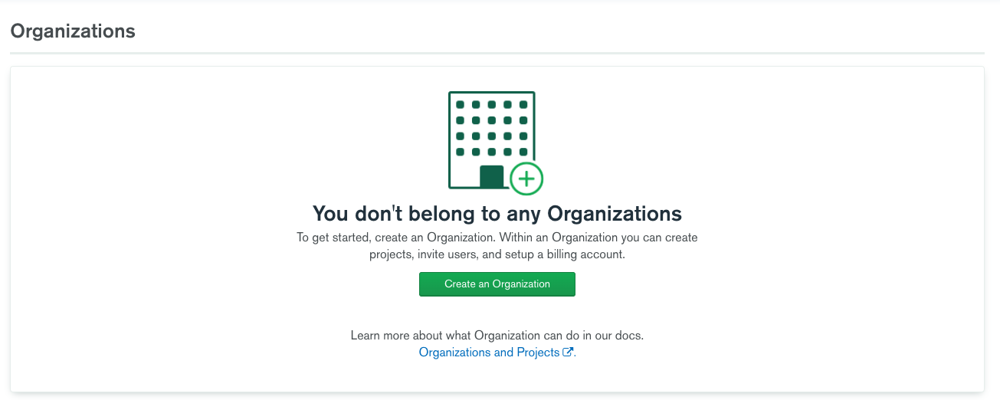 Organizations
You don't belong to any Organizations
To get started, create an Organization. Within an Organization you can create
projects, invite users, and setup a billing account.
Create an Organization
Learn more about what Organization can do in our docs.
Organizations and Projects.